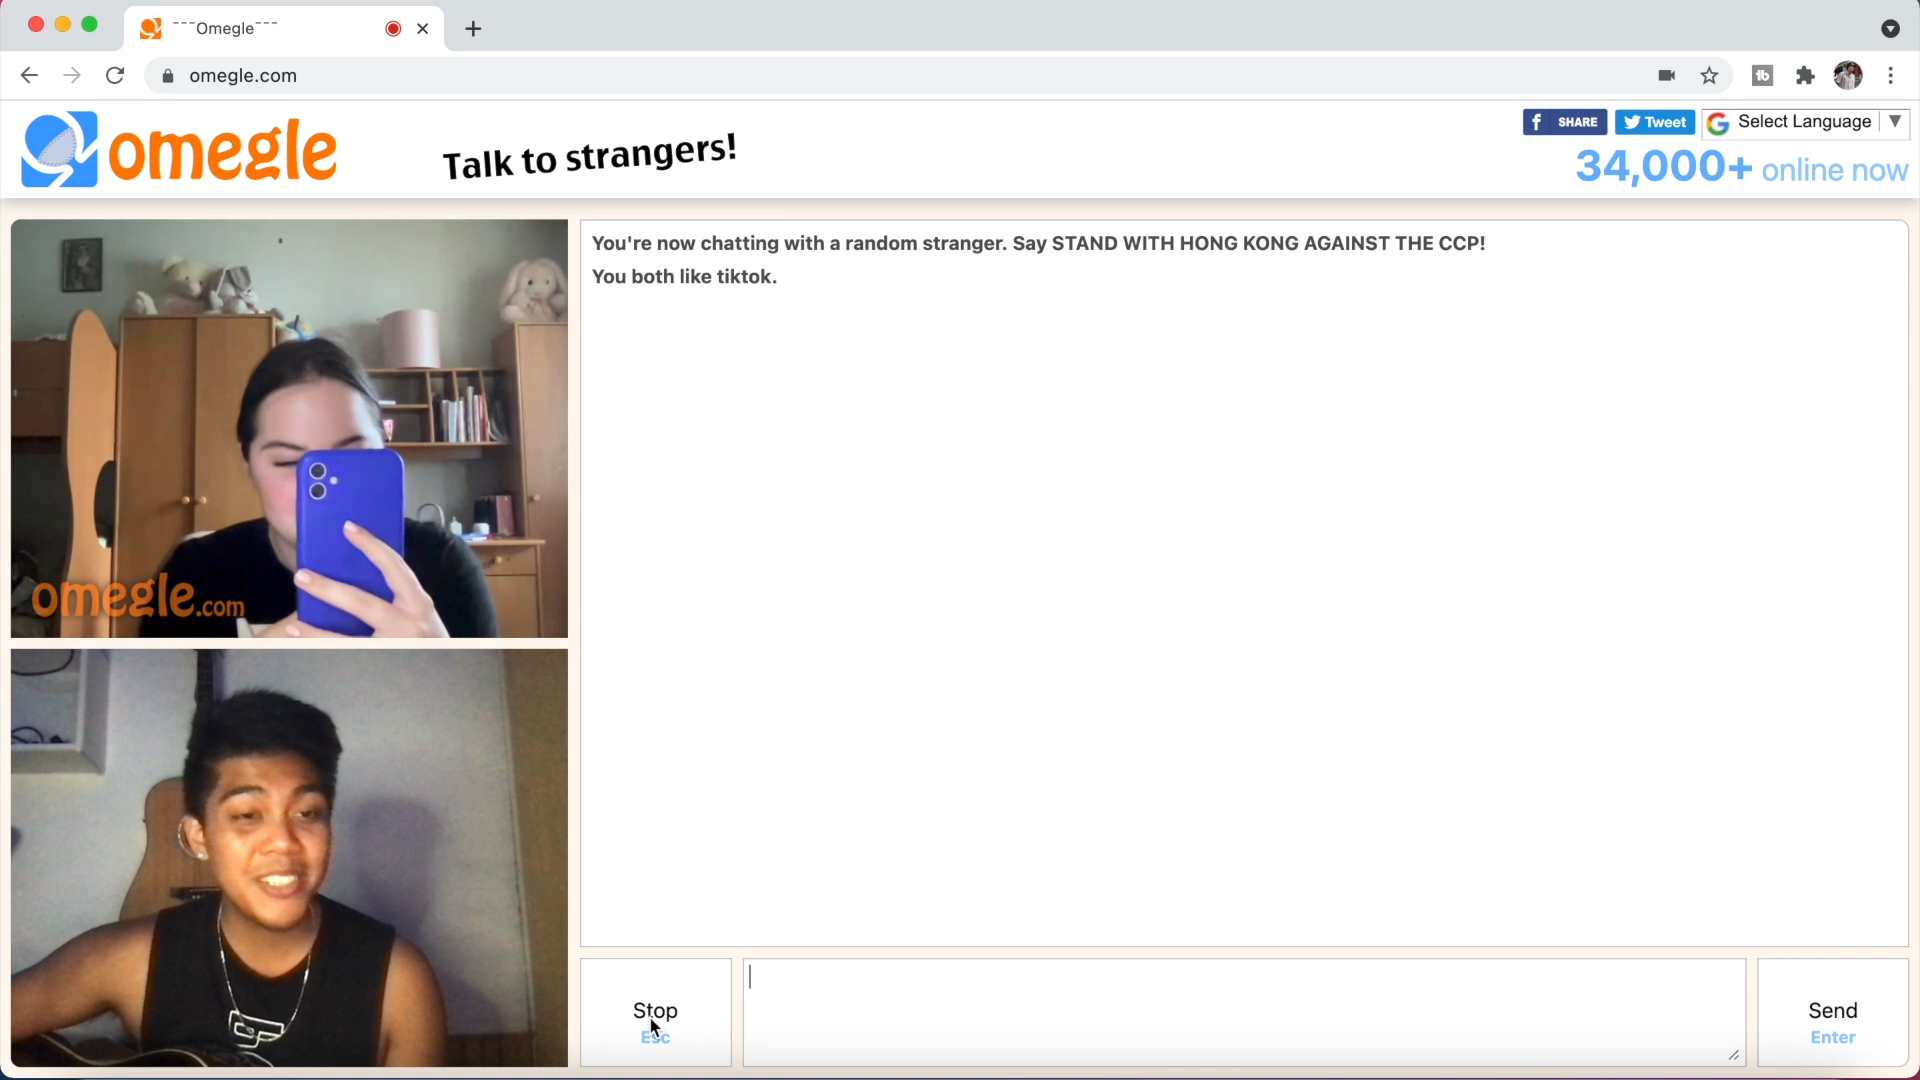 ---Omegle---
omegle.com
omegle
Talk to strangers!
f SHARE
Tweet
Select Language
34,000+ online now
You're now chatting with a random stranger. Say STAND WITH HONG KONG AGAINST THE CCP!
You both like tiktok.
omegle.com
Stop
Esc
Send
Enter